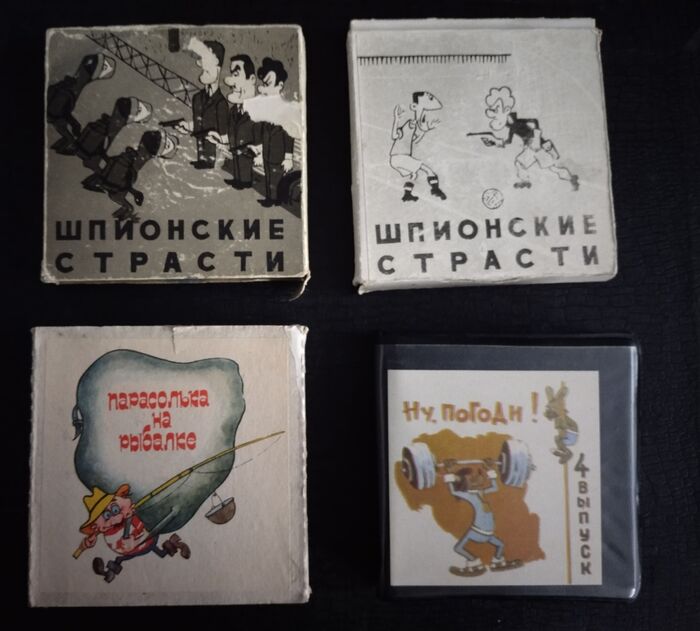 ШПИОНСКИЕ
СТРАСТИ
ШПИОНСКИЕ
СТРАСТИ
ПАРАСОЛЬКА
НА
РЫБАЛКЕ
Ну, погоди!
4 ВЫПУСК